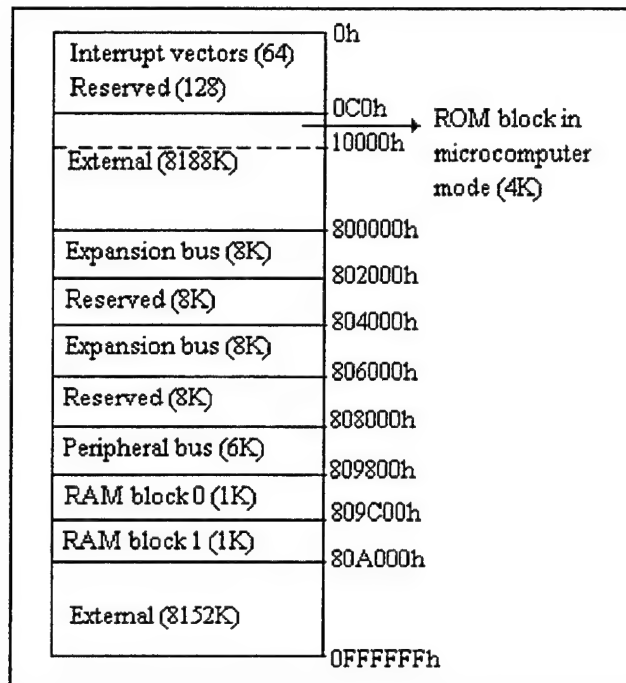 0h
Interrupt vectors (64)
Reserved (128)
0C0h
ROM block in
microcomputer
mode (4K)
10000h
External (8188K)
800000h
Expansion bus (8K)
802000h
Reserved (8K)
804000h
Expansion bus (8K)
806000h
Reserved (8K)
808000h
Peripheral bus (6K)
809800h
RAM block 0 (1K)
809C00h
RAM block 1 (1K)
80A000h
External (8152K)
0FFFFFFh